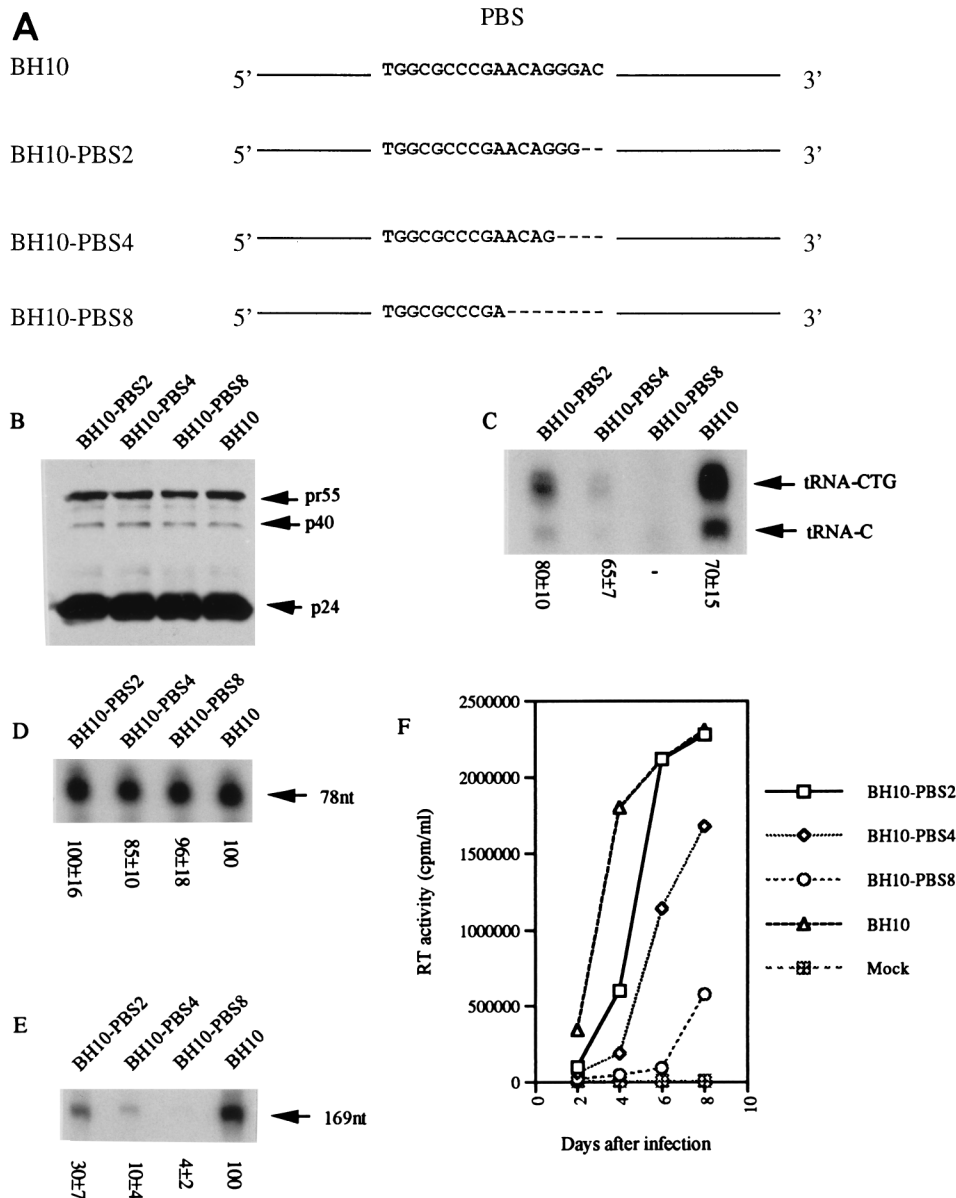 A
PBS
BH10 5’ TGGCGCCCGAACAGGGAC 3’
BH10-PBS2 5’ TGGCGCCCGAACAGGG-- 3’
BH10-PBS4 5’ TGGCGCCCGAACAG---- 3’
BH10-PBS8 5’ TGGCGCCCGA-------- 3’
B
BH10-PBS2
BH10-PBS4
BH10-PBS8
BH10
pr55
p40
p24
C
BH10-PBS2
BH10-PBS4
BH10-PBS8
BH10
tRNA-CTG
tRNA-C
80±10
65±7
-
70±15
D
BH10-PBS2
BH10-PBS4
BH10-PBS8
BH10
78nt
100±16
85±10
96±18
100
E
BH10-PBS2
BH10-PBS4
BH10-PBS8
BH10
169nt
30±7
10±4
4±2
100
F
RT activity (cpm/ml)
2500000
2000000
1500000
1000000
500000
0
0
2
4
6
8
10
Days after infection
BH10-PBS2
BH10-PBS4
BH10-PBS8
BH10
Mock